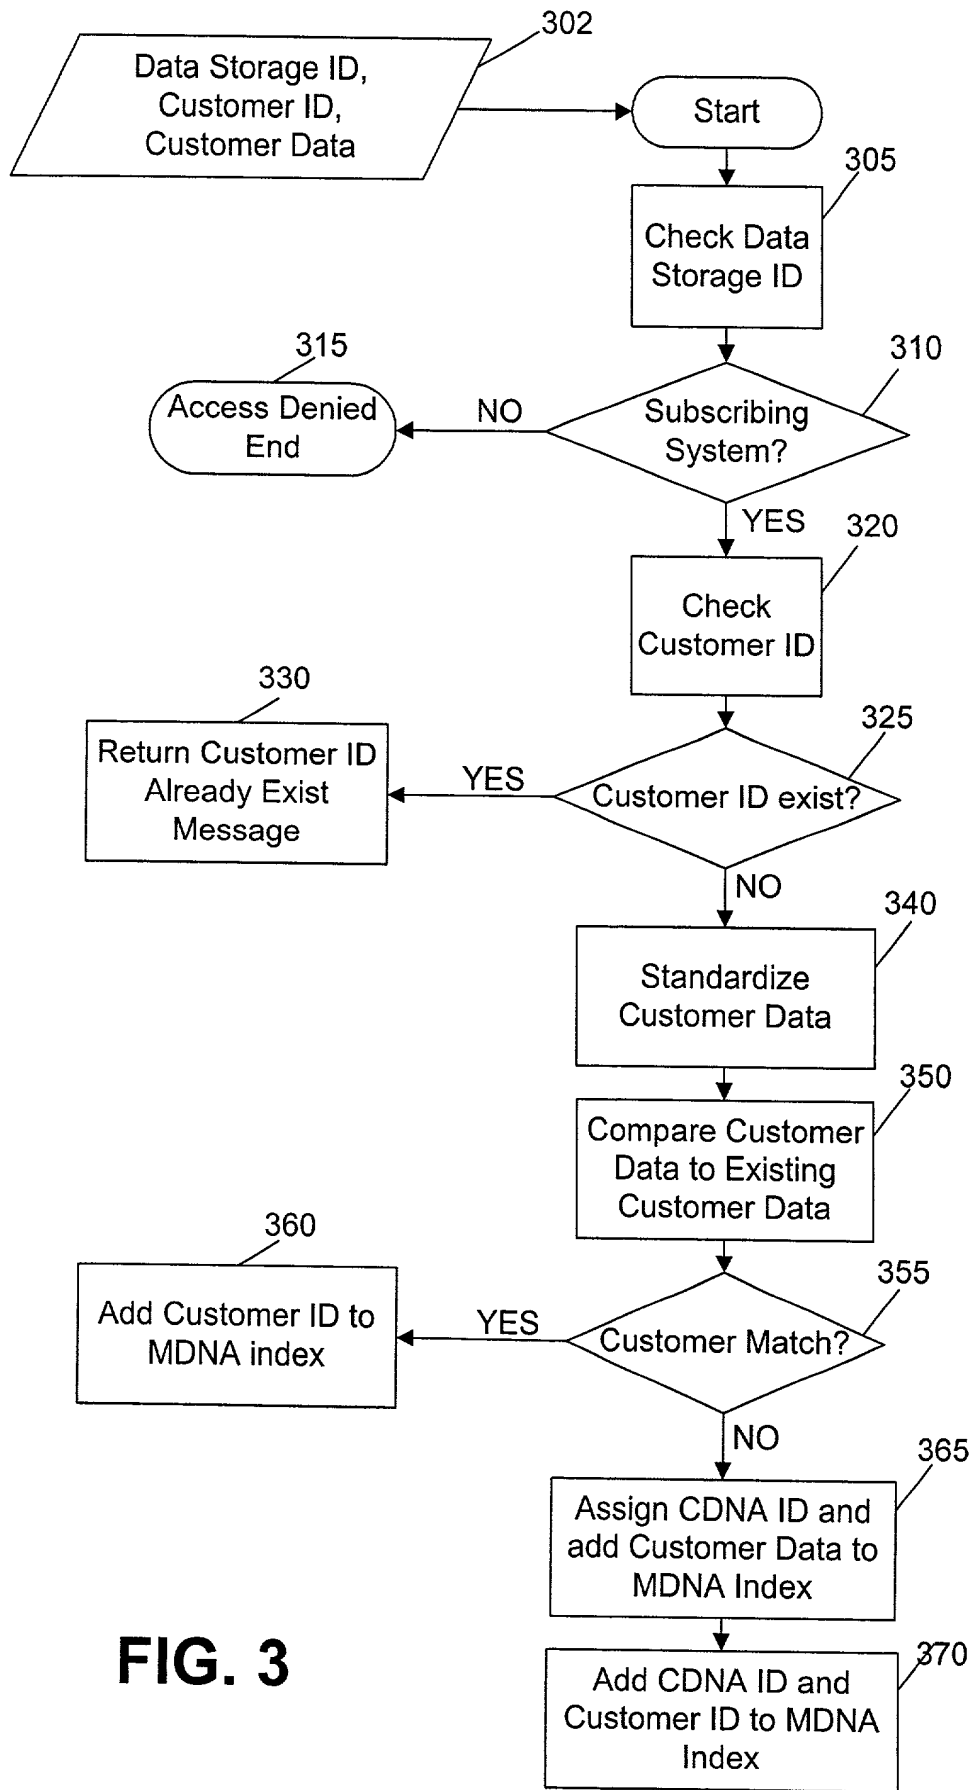 302
Data Storage ID,
Customer ID,
Customer Data
Start
305
Check Data
Storage ID
315
310
Access Denied
End
NO
Subscribing
System?
YES
320
Check
Customer ID
330
325
Return Customer ID
Already Exist
Message
YES
Customer ID exist?
NO
340
Standardize
Customer Data
350
Compare Customer
Data to Existing
Customer Data
360
355
Add Customer ID to
MDNA index
YES
Customer Match?
NO
365
Assign CDNA ID and
add Customer Data to
MDNA Index
370
Add CDNA ID and
Customer ID to MDNA
Index
FIG. 3